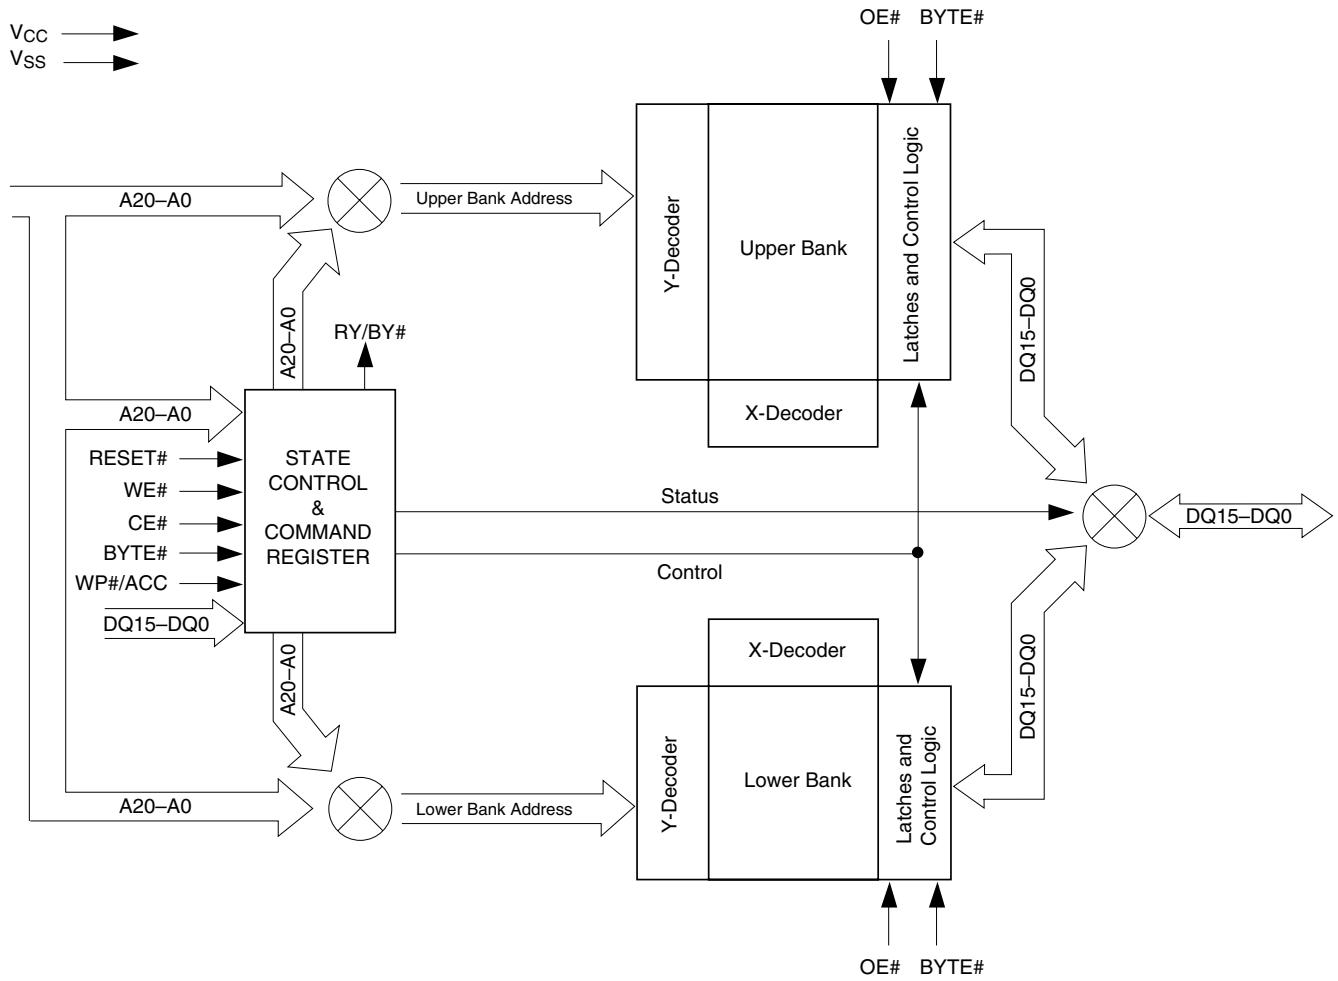 OE# BYTE#
VCC
VSS
A20–A0
Upper Bank Address
Y-Decoder
Upper Bank
Latches and Control Logic
X-Decoder
DQ15–DQ0
A20–A0
RY/BY#
A20–A0
RESET#
WE#
CE#
BYTE#
WP#/ACC
DQ15–DQ0
STATE
CONTROL
&
COMMAND
REGISTER
Status
Control
DQ15–DQ0
A20–A0
X-Decoder
DQ15–DQ0
A20–A0
Lower Bank Address
Y-Decoder
Lower Bank
Latches and
Control Logic
OE# BYTE#